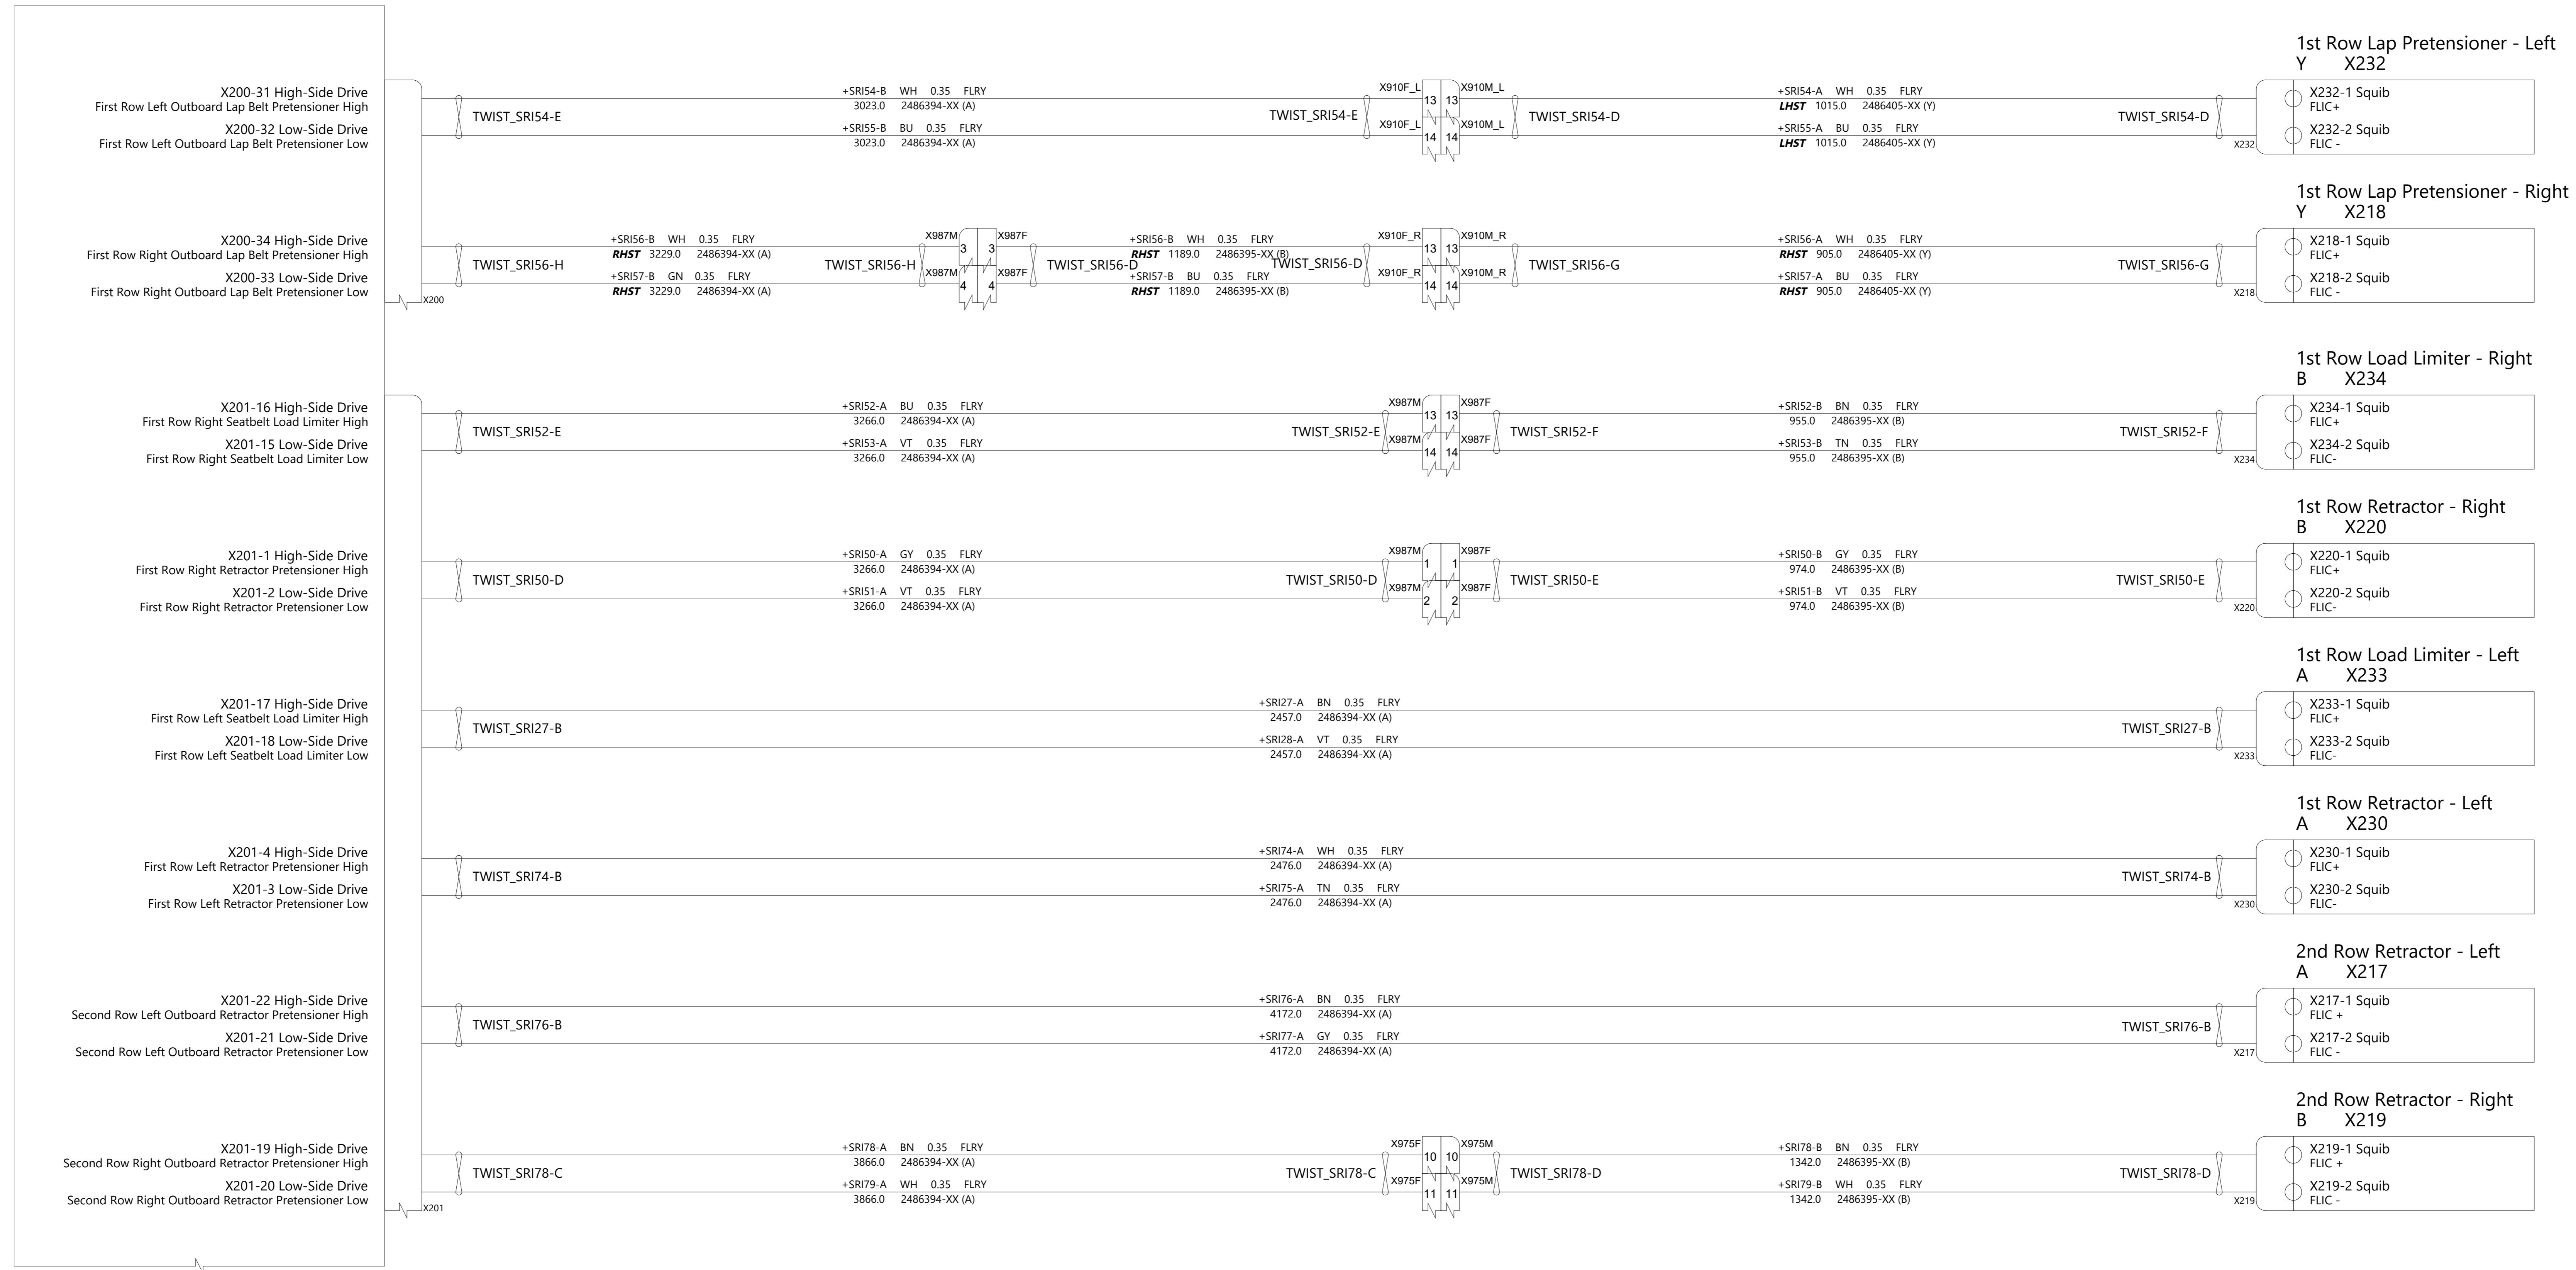 1st Row Lap Pretensioner - Left
Y X232
X200-31 High-Side Drive
First Row Left Outboard Lap Belt Pretensioner High
X200-32 Low-Side Drive
First Row Left Outboard Lap Belt Pretensioner Low
TWIST_SRI54-E
+SRI54-B WH 0.35 FLRY
3023.0 2486394-XX (A)
+SRI55-B BU 0.35 FLRY
3023.0 2486394-XX (A)
TWIST_SRI54-E
X910F_L 13 13 X910M_L
X910F_L 14 14 X910M_L
TWIST_SRI54-D
+SRI54-A WH 0.35 FLRY
LHST 1015.0 2486405-XX (Y)
+SRI55-A BU 0.35 FLRY
LHST 1015.0 2486405-XX (Y)
TWIST_SRI54-D
X232
X232-1 Squib
FLIC+
X232-2 Squib
FLIC -
1st Row Lap Pretensioner - Right
Y X218
X200-34 High-Side Drive
First Row Right Outboard Lap Belt Pretensioner High
X200-33 Low-Side Drive
First Row Right Outboard Lap Belt Pretensioner Low
X200
TWIST_SRI56-H
+SRI56-B WH 0.35 FLRY
RHST 3229.0 2486394-XX (A)
+SRI57-B GN 0.35 FLRY
RHST 3229.0 2486394-XX (A)
TWIST_SRI56-H
X987M 3 3 X987F
X987M 4 4 X987F
TWIST_SRI56-D
+SRI56-B WH 0.35 FLRY
RHST 1189.0 2486395-XX (B)
+SRI57-B BU 0.35 FLRY
RHST 1189.0 2486395-XX (B)
TWIST_SRI56-D
X910F_R 13 13 X910M_R
X910F_R 14 14 X910M_R
TWIST_SRI56-G
+SRI56-A WH 0.35 FLRY
RHST 905.0 2486405-XX (Y)
+SRI57-A BU 0.35 FLRY
RHST 905.0 2486405-XX (Y)
TWIST_SRI56-G
X218
X218-1 Squib
FLIC+
X218-2 Squib
FLIC -
1st Row Load Limiter - Right
B X234
X201-16 High-Side Drive
First Row Right Seatbelt Load Limiter High
X201-15 Low-Side Drive
First Row Right Seatbelt Load Limiter Low
TWIST_SRI52-E
+SRI52-A BU 0.35 FLRY
3266.0 2486394-XX (A)
+SRI53-A VT 0.35 FLRY
3266.0 2486394-XX (A)
TWIST_SRI52-E
X987M 13 13 X987F
X987M 14 14 X987F
TWIST_SRI52-F
+SRI52-B BN 0.35 FLRY
955.0 2486395-XX (B)
+SRI53-B TN 0.35 FLRY
955.0 2486395-XX (B)
TWIST_SRI52-F
X234
X234-1 Squib
FLIC+
X234-2 Squib
FLIC-
1st Row Retractor - Right
B X220
X201-1 High-Side Drive
First Row Right Retractor Pretensioner High
X201-2 Low-Side Drive
First Row Right Retractor Pretensioner Low
TWIST_SRI50-D
+SRI50-A GY 0.35 FLRY
3266.0 2486394-XX (A)
+SRI51-A VT 0.35 FLRY
3266.0 2486394-XX (A)
TWIST_SRI50-D
X987M 1 1 X987F
X987M 2 2 X987F
TWIST_SRI50-E
+SRI50-B GY 0.35 FLRY
974.0 2486395-XX (B)
+SRI51-B VT 0.35 FLRY
974.0 2486395-XX (B)
TWIST_SRI50-E
X220
X220-1 Squib
FLIC+
X220-2 Squib
FLIC-
1st Row Load Limiter - Left
A X233
X201-17 High-Side Drive
First Row Left Seatbelt Load Limiter High
X201-18 Low-Side Drive
First Row Left Seatbelt Load Limiter Low
TWIST_SRI27-B
+SRI27-A BN 0.35 FLRY
2457.0 2486394-XX (A)
+SRI28-A VT 0.35 FLRY
2457.0 2486394-XX (A)
TWIST_SRI27-B
X233
X233-1 Squib
FLIC+
X233-2 Squib
FLIC-
1st Row Retractor - Left
A X230
X201-4 High-Side Drive
First Row Left Retractor Pretensioner High
X201-3 Low-Side Drive
First Row Left Retractor Pretensioner Low
TWIST_SRI74-B
+SRI74-A WH 0.35 FLRY
2476.0 2486394-XX (A)
+SRI75-A TN 0.35 FLRY
2476.0 2486394-XX (A)
TWIST_SRI74-B
X230
X230-1 Squib
FLIC+
X230-2 Squib
FLIC-
2nd Row Retractor - Left
A X217
X201-22 High-Side Drive
Second Row Left Outboard Retractor Pretensioner High
X201-21 Low-Side Drive
Second Row Left Outboard Retractor Pretensioner Low
TWIST_SRI76-B
+SRI76-A BN 0.35 FLRY
4172.0 2486394-XX (A)
+SRI77-A GY 0.35 FLRY
4172.0 2486394-XX (A)
TWIST_SRI76-B
X217
X217-1 Squib
FLIC +
X217-2 Squib
FLIC -
2nd Row Retractor - Right
B X219
X201-19 High-Side Drive
Second Row Right Outboard Retractor Pretensioner High
X201-20 Low-Side Drive
Second Row Right Outboard Retractor Pretensioner Low
X201
TWIST_SRI78-C
+SRI78-A BN 0.35 FLRY
3866.0 2486394-XX (A)
+SRI79-A WH 0.35 FLRY
3866.0 2486394-XX (A)
TWIST_SRI78-C
X975F 10 10 X975M
X975F 11 11 X975M
TWIST_SRI78-D
+SRI78-B BN 0.35 FLRY
1342.0 2486395-XX (B)
+SRI79-B WH 0.35 FLRY
1342.0 2486395-XX (B)
TWIST_SRI78-D
X219
X219-1 Squib
FLIC +
X219-2 Squib
FLIC -